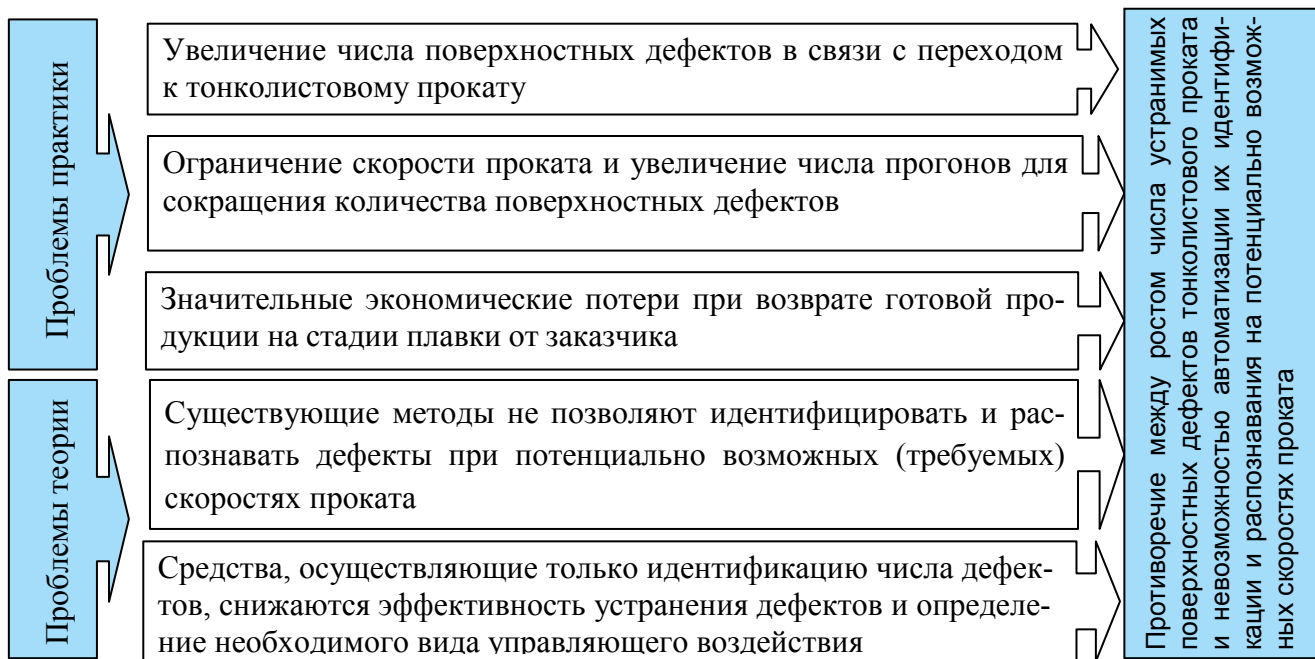 Проблемы практики
Увеличение числа поверхностных дефектов в связи с переходом
к тонколистовому прокату
Ограничение скорости проката и увеличение числа прогонов для
сокращения количества поверхностных дефектов
Значительные экономические потери при возврате готовой про-
дукции на стадии плавки от заказчика
Проблемы теории
Существующие методы не позволяют идентифицировать и рас-
познавать дефекты при потенциально возможных (требуемых)
скоростях проката
Средства, осуществляющие только идентификацию числа дефек-
тов, снижаются эффективность устранения дефектов и определе-
ние необходимого вида управляющего воздействия
Противоречие между ростом числа устранимых
поверхностных дефектов тонколистового проката
и невозможностью автоматизации их идентифи-
кации и распознавания на потенциально возмож-
ных скоростях проката